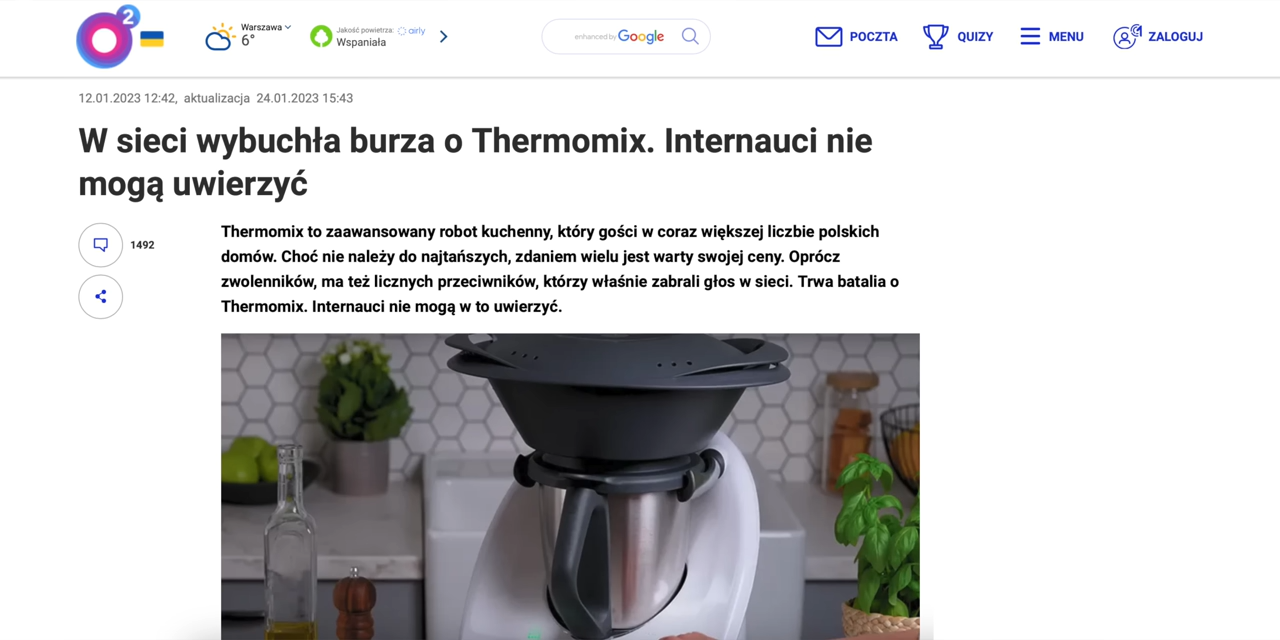 2
Warszawa
6°
Jakość powietrza: airly
Wspaniała
enhanced by Google
POCZTA
QUIZY
MENU
ZALOGUJ
12.01.2023 12:42, aktualizacja 24.01.2023 15:43
W sieci wybuchła burza o Thermomix. Internauci nie
mogą uwierzyć
1492
Thermomix to zaawansowany robot kuchenny, który gości w coraz większej liczbie polskich
domów. Choć nie należy do najtańszych, zdaniem wielu jest warty swojej ceny. Oprócz
zwolenników, ma też licznych przeciwników, którzy właśnie zabrali głos w sieci. Trwa batalia o
Thermomix. Internauci nie mogą w to uwierzyć.